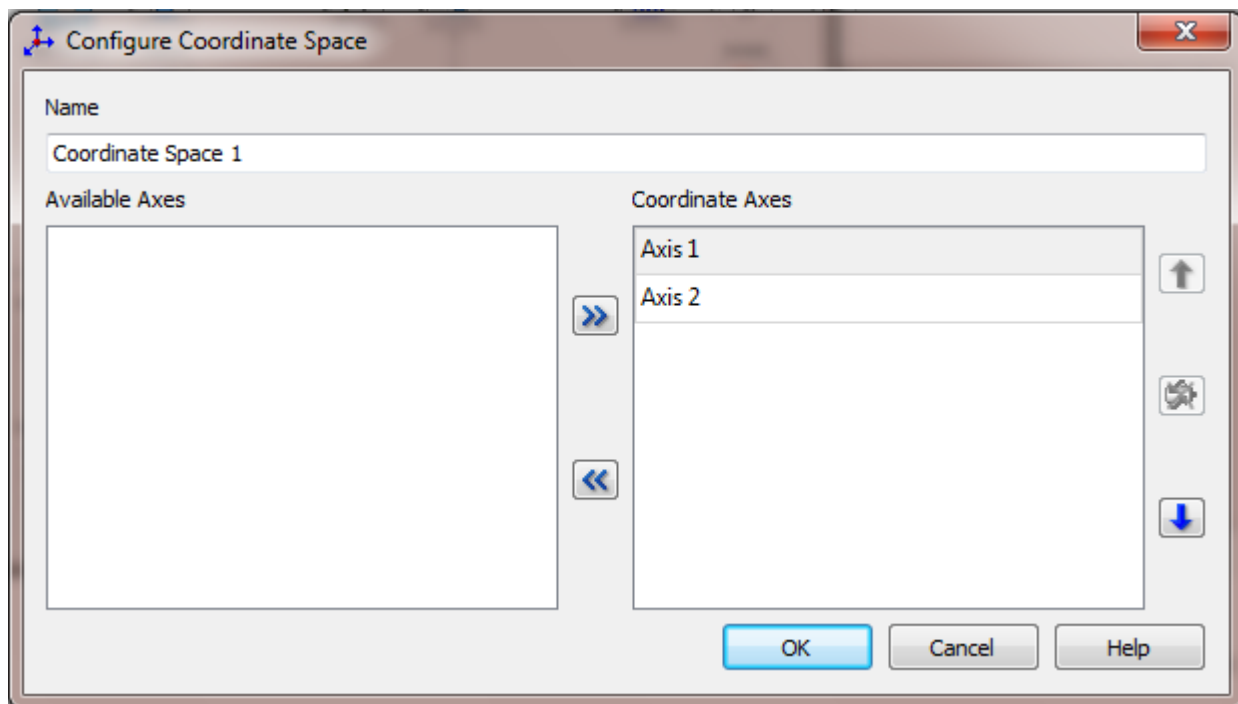 Configure Coordinate Space
Name
Coordinate Space 1
Available Axes
Coordinate Axes
Axis 1
Axis 2
OK
Cancel
Help